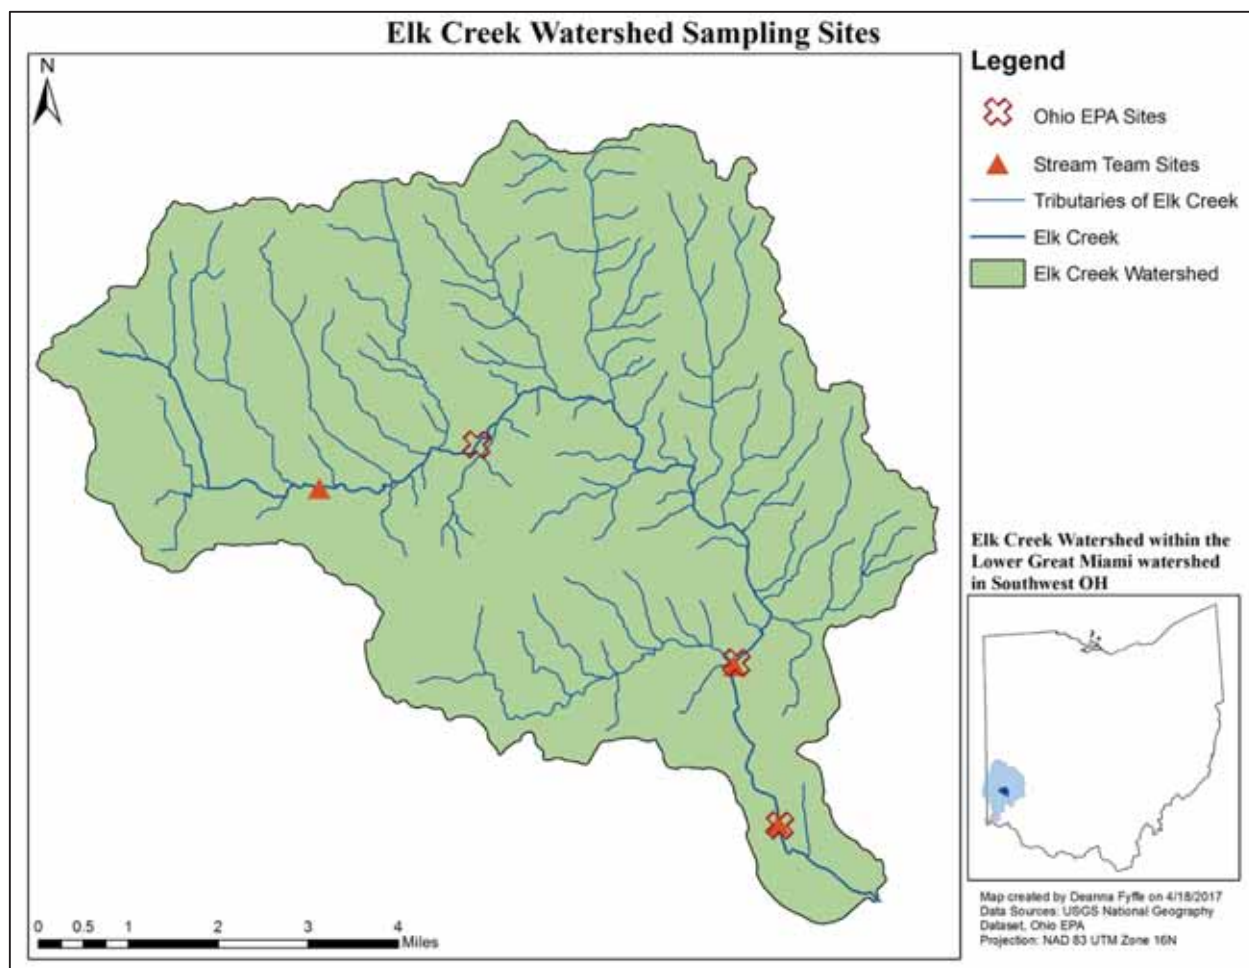 Elk Creek Watershed Sampling Sites
N
Legend
Ohio EPA Sites
Stream Team Sites
Tributaries of Elk Creek
Elk Creek
Elk Creek Watershed
Elk Creek Watershed within the
Lower Great Miami watershed
in Southwest OH
Map created by Deanna Fyffe on 4/18/2017
Data Sources: USGS National Geography
Dataset, Ohio EPA
Projection: NAD 83 UTM Zone 16N
0 0.5 1 2 3 4
Miles